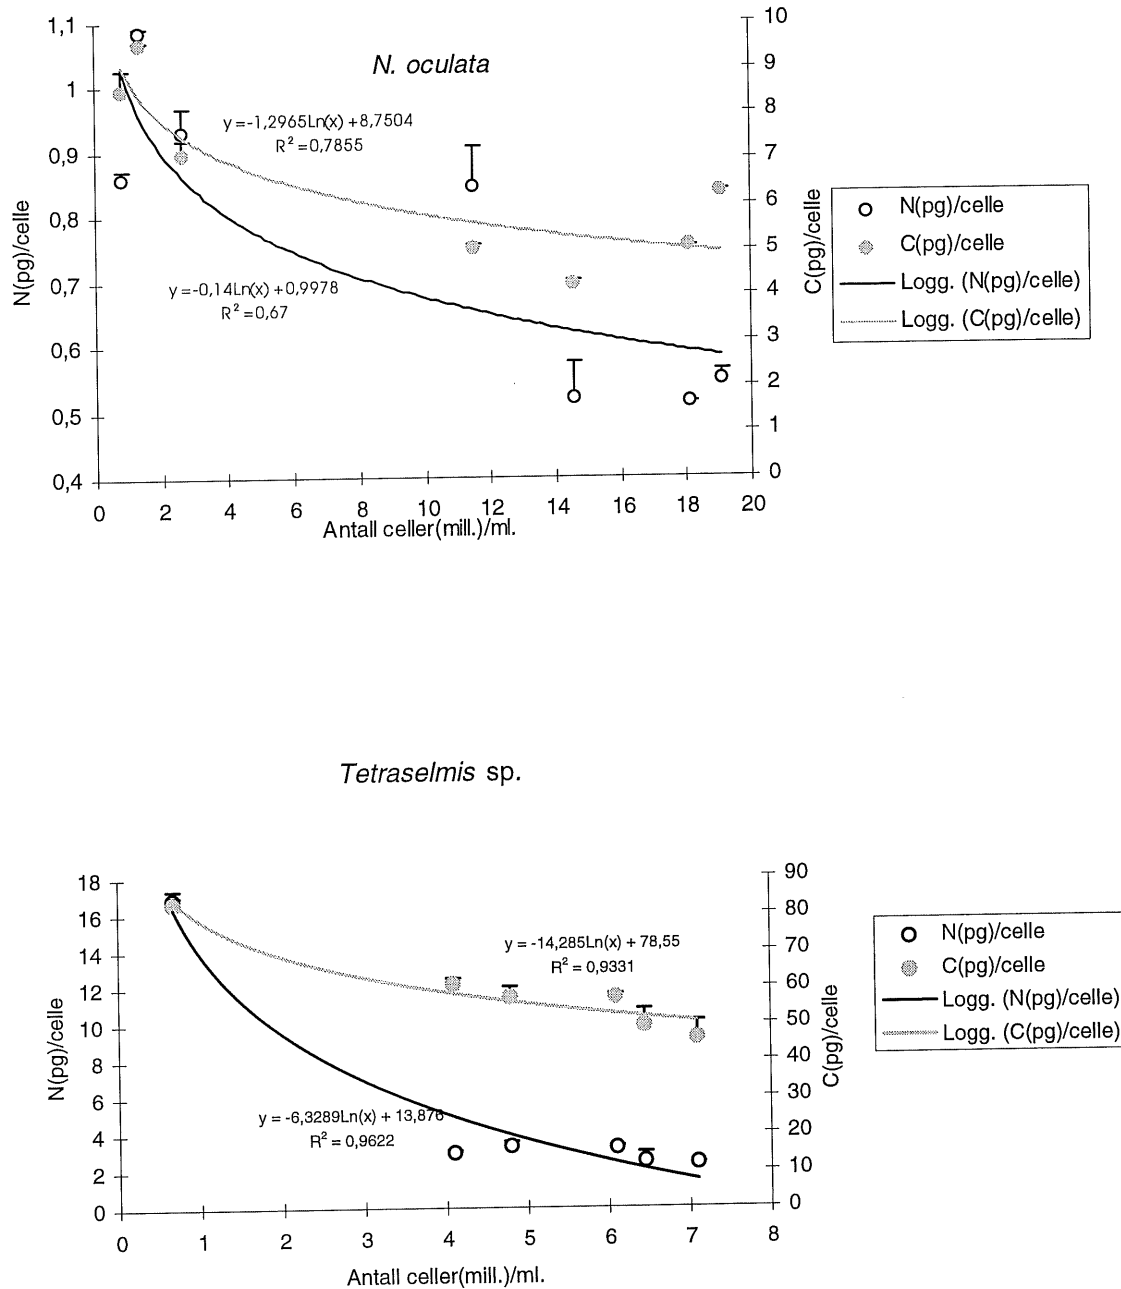 N. oculata
1,1
1
0,9
0,8
0,7
0,6
0,5
0,4
N(pg)/celle
10
9
8
7
6
5
4
3
2
1
0
C(pg)/celle
y=-1,2965Ln(x) +8,7504
R²=0,7855
y=-0,14Ln(x) +0,9978
R²=0,67
0 2 4 6 8 10 12 14 16 18 20
Antall celler(mill.)/ml.
N(pg)/celle
C(pg)/celle
Logg. (N(pg)/celle)
Logg. (C(pg)/celle)
Tetraselmis sp.
18
16
14
12
10
8
6
4
2
0
N(pg)/celle
90
80
70
60
50
40
30
20
10
0
C(pg)/celle
y = -14,285Ln(x) + 78,55
R² = 0,9331
y = -6,3289Ln(x) + 13,876
R² = 0,9622
0 1 2 3 4 5 6 7 8
Antall celler(mill.)/ml.
N(pg)/celle
C(pg)/celle
Logg. (N(pg)/celle)
Logg. (C(pg)/celle)